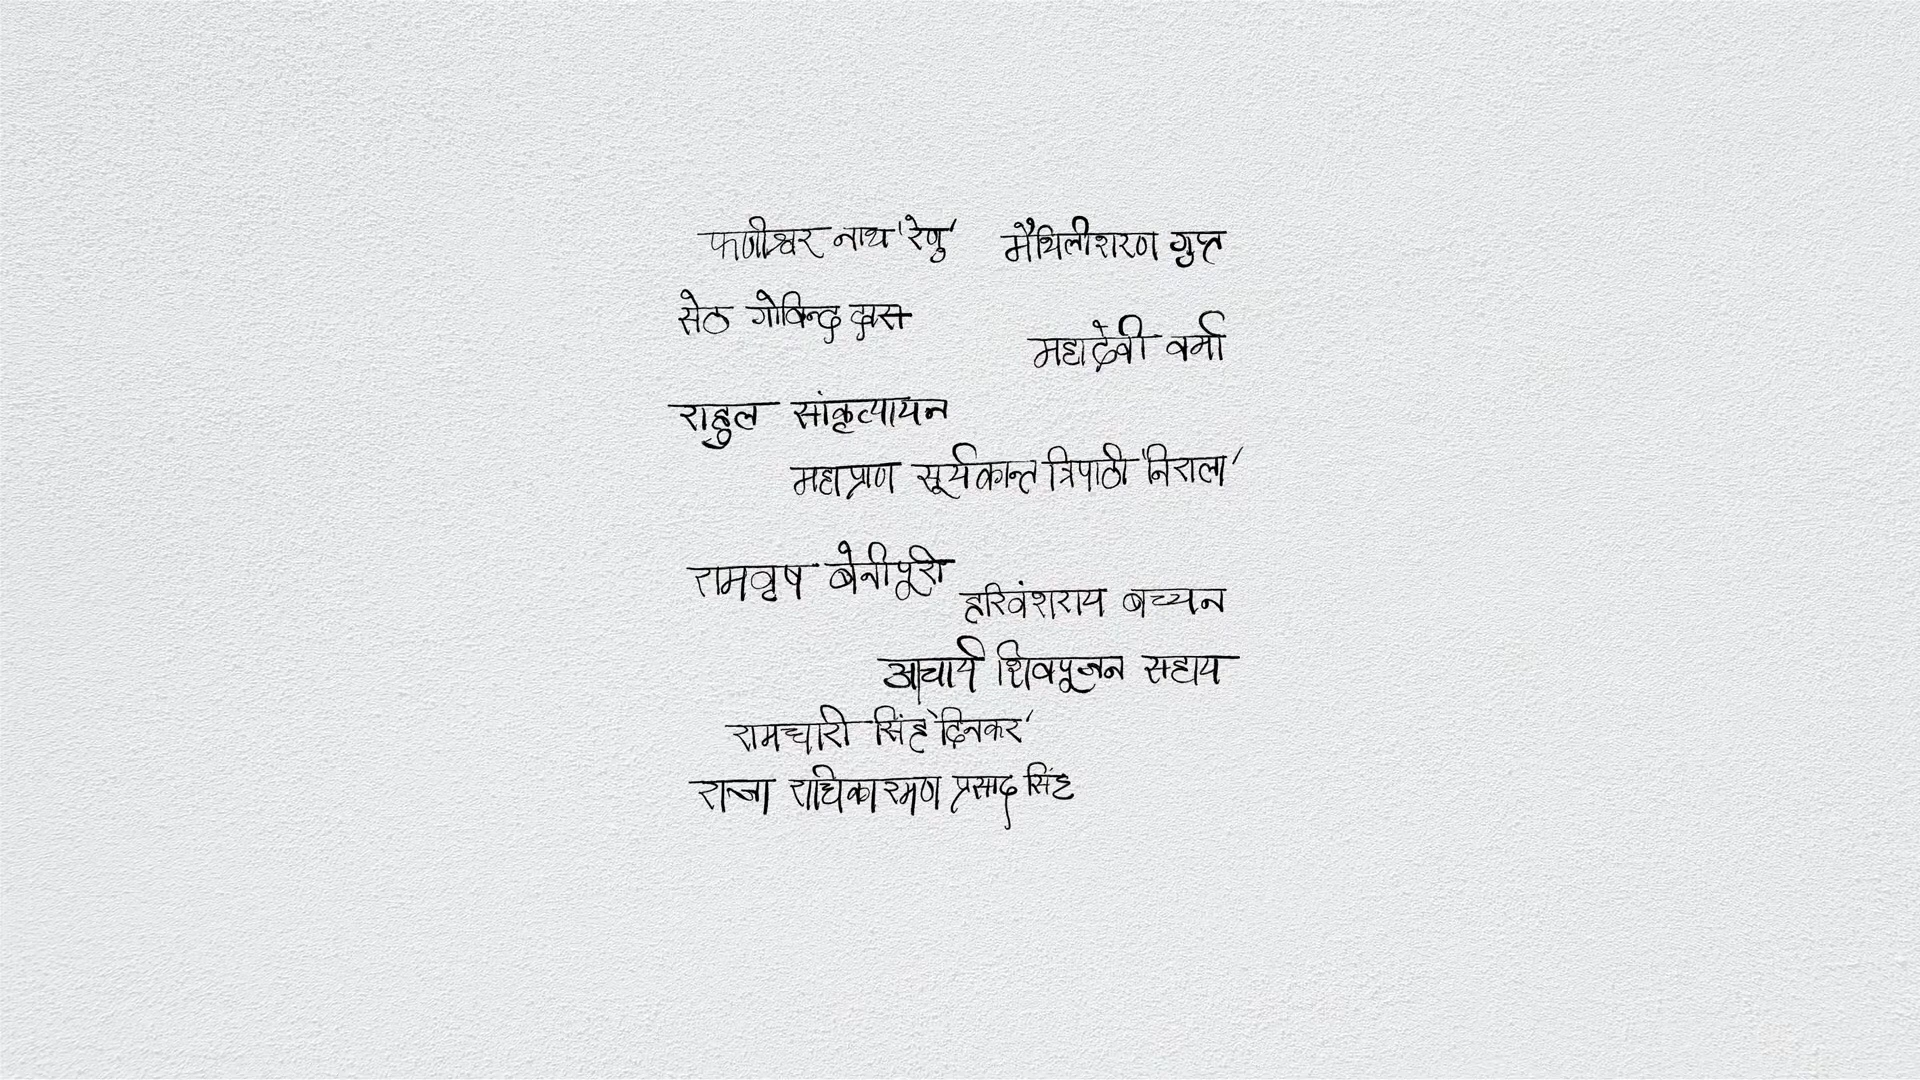 फणीश्वर नाथ 'रेणु' मैथिलीशरण गुप्त
सेठ गोविन्द दास
महादेवी वर्मा
राहुल सांकृत्यायन
महाप्राण सूर्यकान्त त्रिपाठी 'निराला'
रामवृष बेनीपूरी
हरिवंशराय बच्चन
आचार्य शिवपूजन सहाय
रामधारी सिंह 'दिनकर'
राजा राधिकारमण प्रसाद सिंह